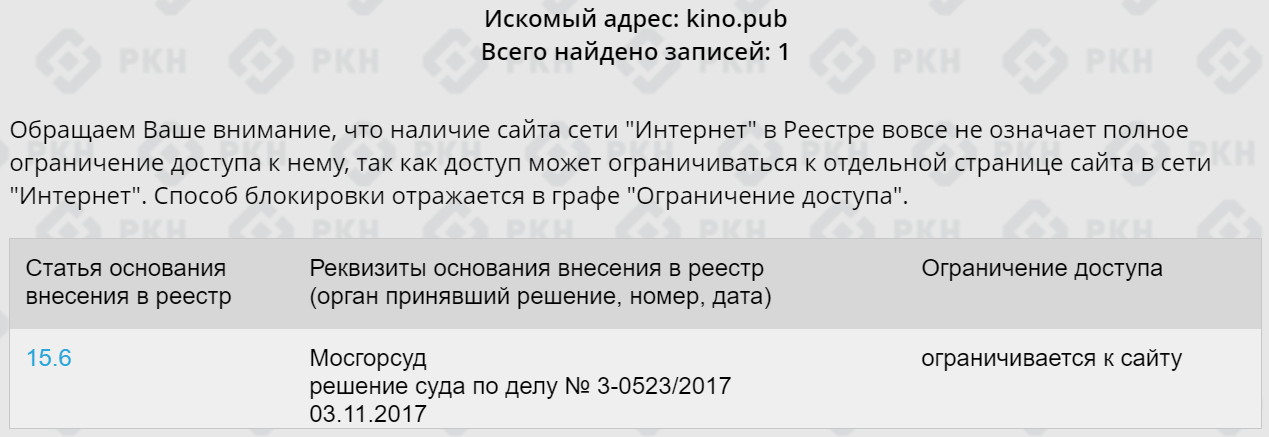 Искомый адрес: kino.pub
Всего найдено записей: 1
Обращаем Ваше внимание, что наличие сайта сети "Интернет" в Реестре вовсе не означает полное
ограничение доступа к нему, так как доступ может ограничиваться к отдельной странице сайта в сети
"Интернет". Способ блокировки отражается в графе "Ограничение доступа".
Статья основания
внесения в реестр
Реквизиты основания внесения в реестр
(орган принявший решение, номер, дата)
Ограничение доступа
15.6
Мосгорсуд
решение суда по делу № 3-0523/2017
03.11.2017
ограничивается к сайту
РКН
РКН
РКН
РКН
РКН
РКН